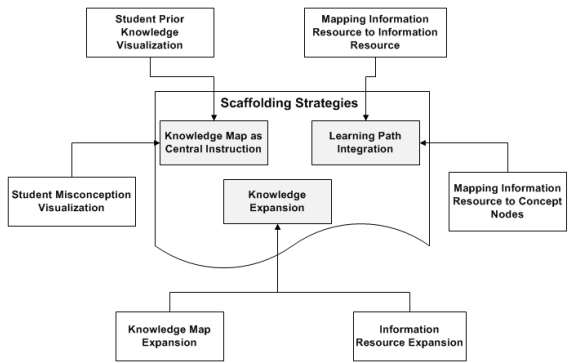 Student Prior
Knowledge
Visualization
Mapping Information
Resource to Information
Resource
Scaffolding Strategies
Knowledge Map as
Central Instruction
Learning Path
Integration
Student Misconception
Visualization
Knowledge
Expansion
Mapping Information
Resource to Concept
Nodes
Knowledge Map
Expansion
Information
Resource Expansion